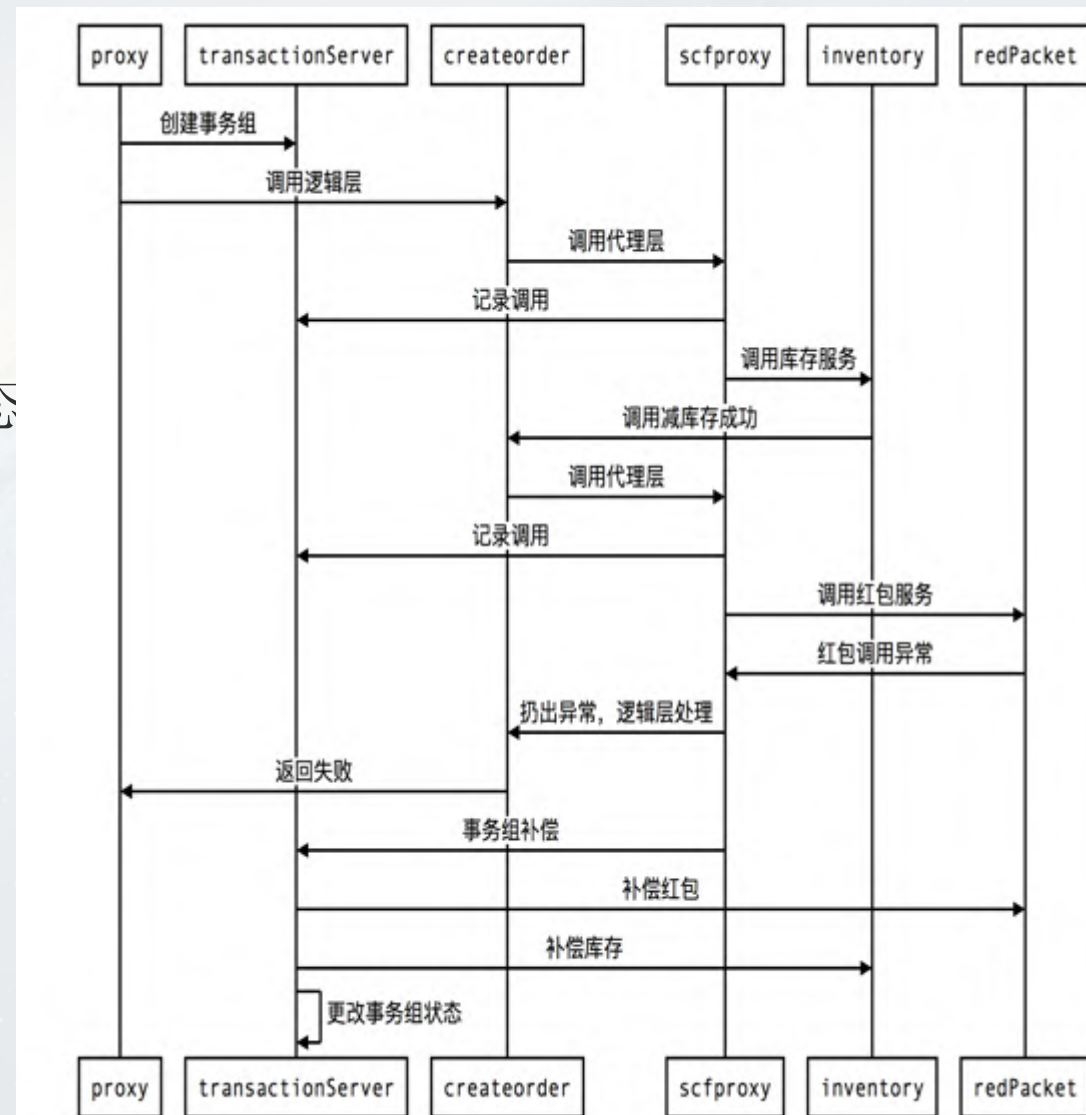 proxy transactionServer createorder scfproxy inventory redPacket
创建事务组
调用逻辑层
调用代理层
记录调用
调用库存服务
态
调用减库存成功
调用代理层
记录调用
调用红包服务
红包调用异常
扔出异常，逻辑层处理
返回失败
事务组补偿
补偿红包
补偿库存
更改事务组状态
proxy transactionServer createorder scfproxy inventory redPacket